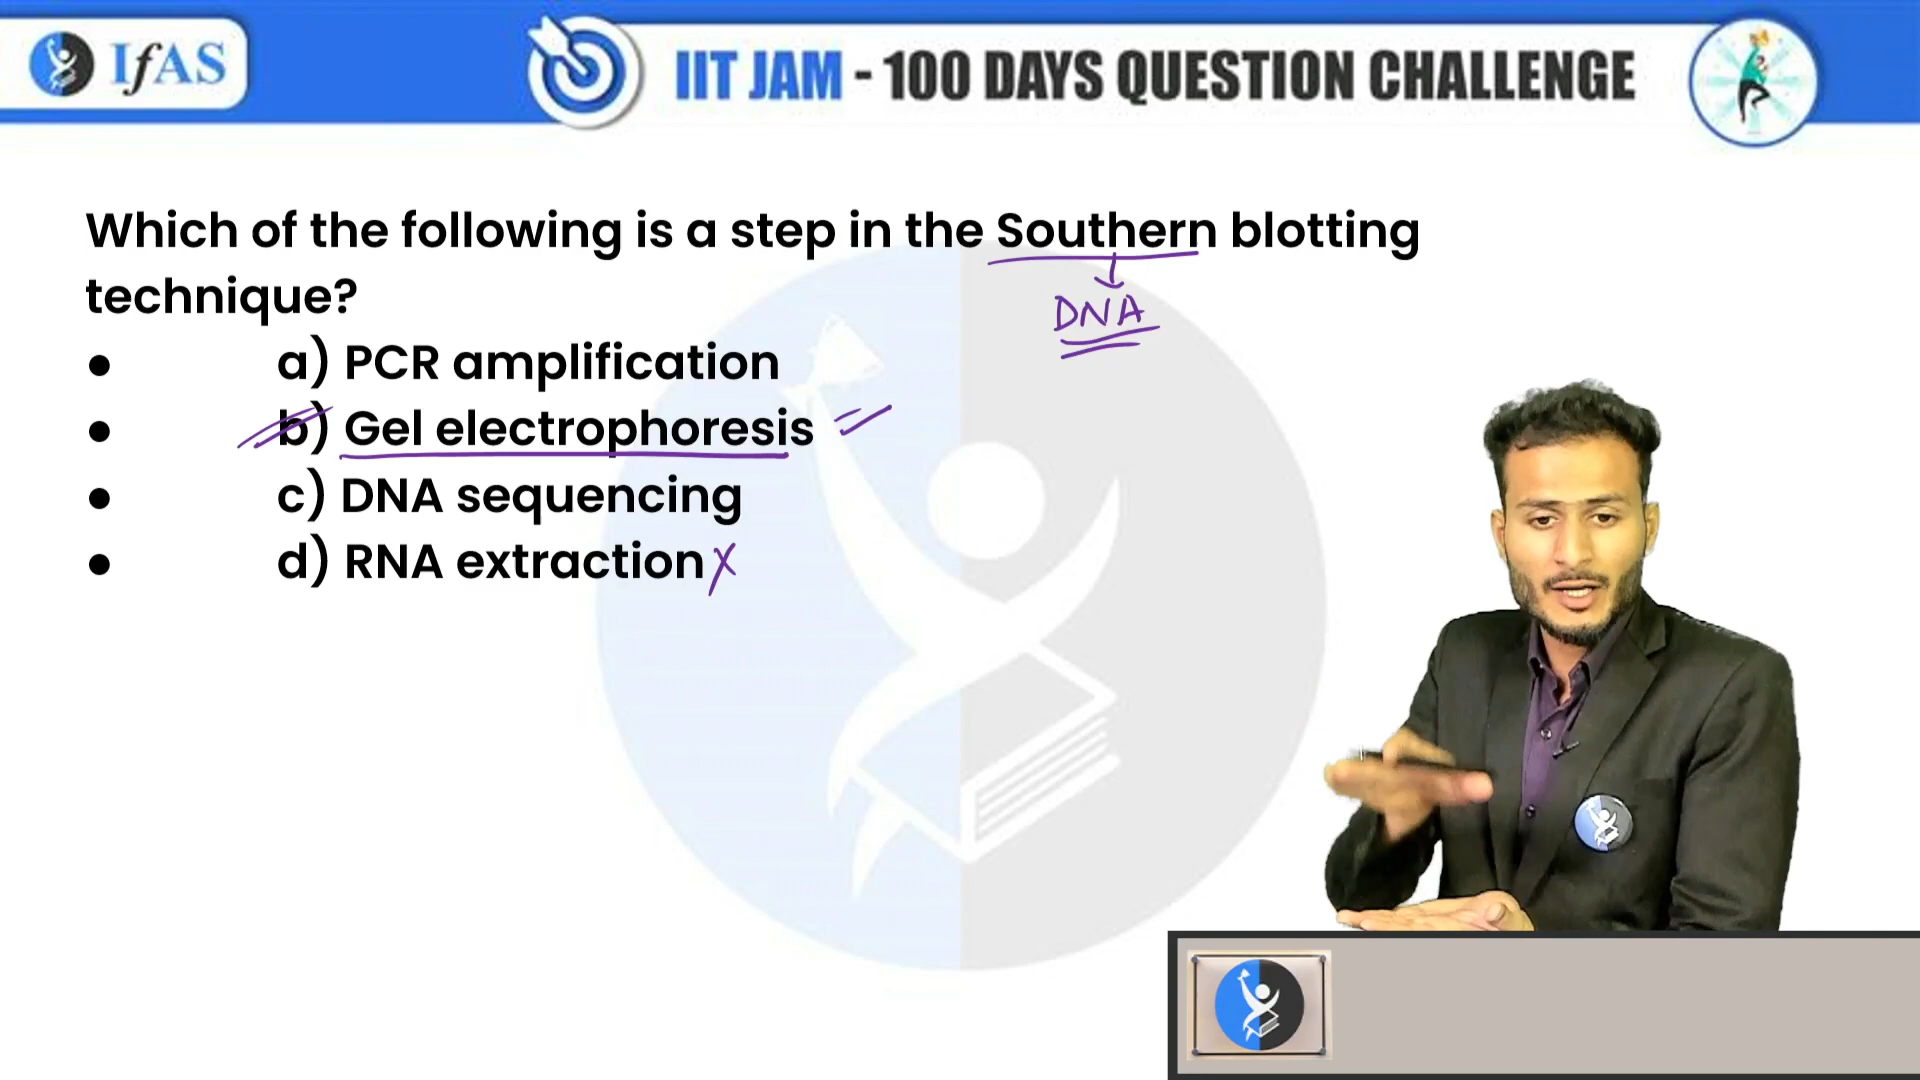 IfAS
IIT JAM - 100 DAYS QUESTION CHALLENGE
Which of the following is a step in the Southern blotting
technique?
DNA
● a) PCR amplification
● b) Gel electrophoresis
● c) DNA sequencing
● d) RNA extraction X